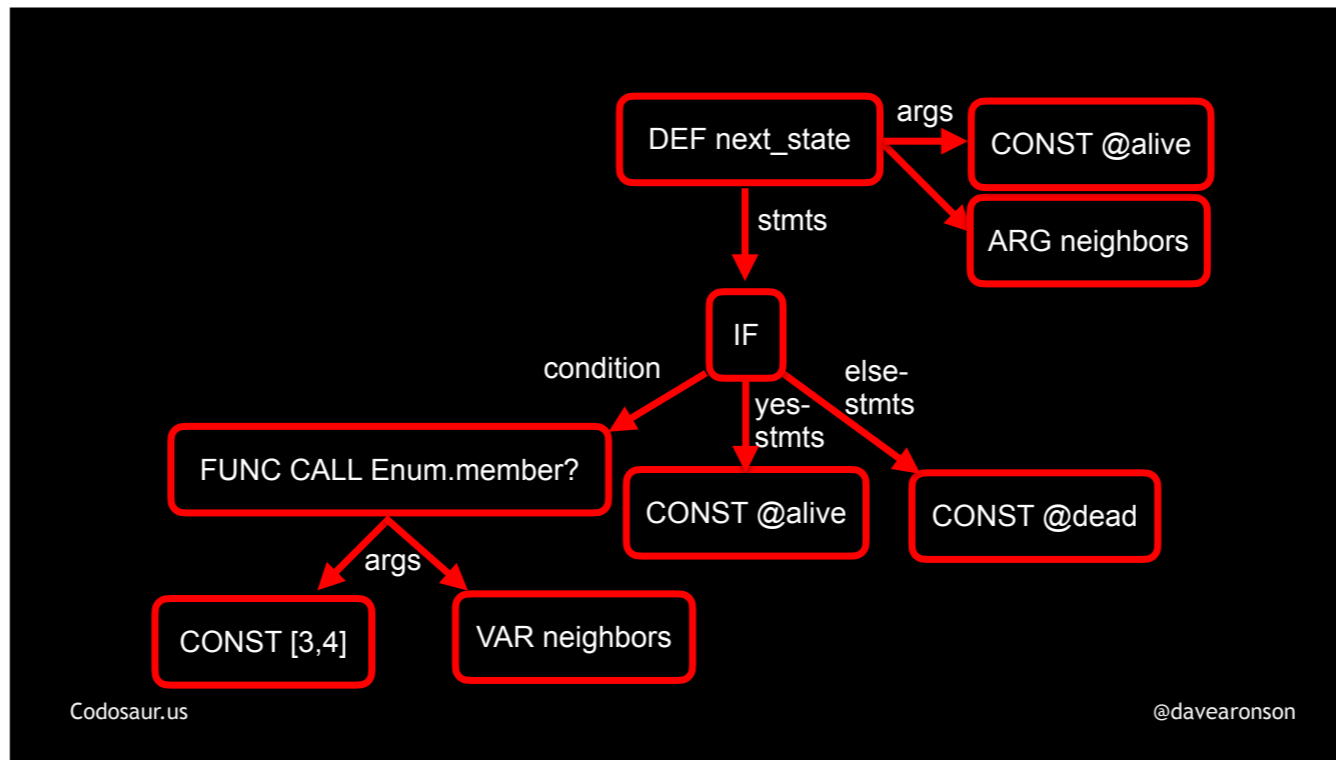 DEF next_state
args
CONST @alive
ARG neighbors
stmts
IF
condition
yes-
stmts
else-
stmts
FUNC CALL Enum.member?
CONST @alive
CONST @dead
args
CONST [3,4]
VAR neighbors
Codosaur.us
@davearonson